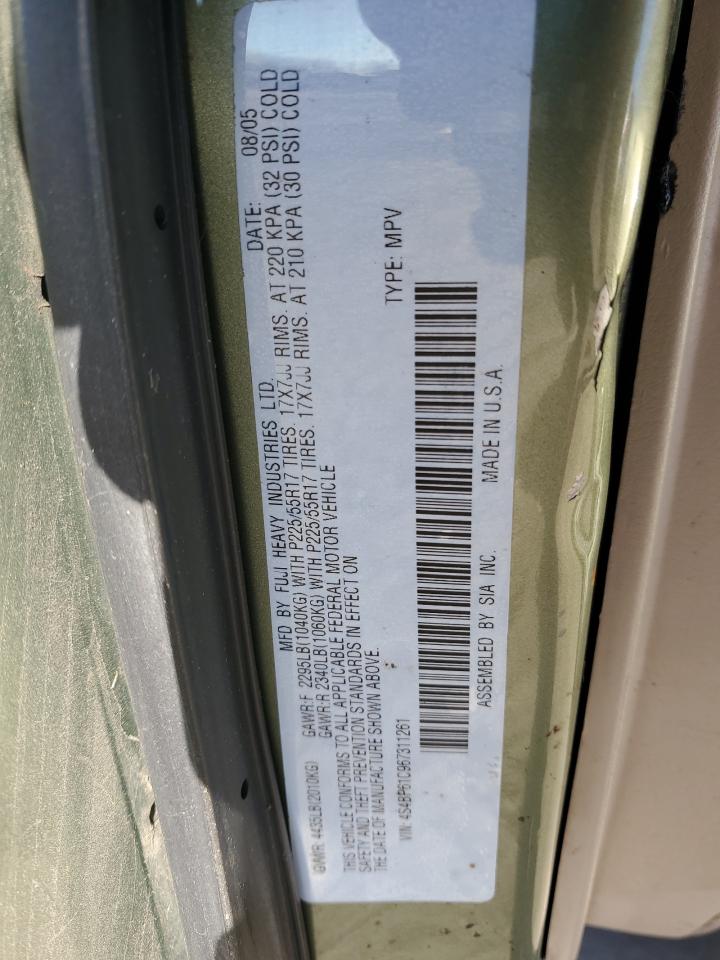 MFD BY FUJI HEAVY INDUSTRIES LTD. DATE: 08/05
GVWR: 4435LB(2010KG) GAWR:F 2295LB(1040KG) WITH P225/55R17 TIRES. 17X7JJ RIMS. AT 220 KPA (32 PSI) COLD
GAWR:R 2340LB(1060KG) WITH P225/55R17 TIRES. 17X7JJ RIMS. AT 210 KPA (30 PSI) COLD
THIS VEHICLE CONFORMS TO ALL APPLICABLE FEDERAL MOTOR VEHICLE
SAFETY AND THEFT PREVENTION STANDARDS IN EFFECT ON
THE DATE OF MANUFACTURE SHOWN ABOVE.
VIN: 4S4BP61C967311261 TYPE: MPV
ASSEMBLED BY SIA INC. MADE IN U.S.A.